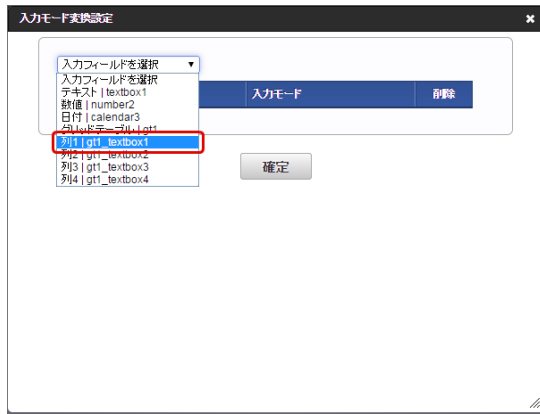 入力モード変換設定
入力フィールドを選択
入力フィールドを選択
テキスト | textbox1
数値 | number2
日付 | calendar3
グリッドテーブル | gt1
列1 | gt1_textbox1
列2 | gt1_textbox2
列3 | gt1_textbox3
列4 | gt1_textbox4
入力モード
削除
確定